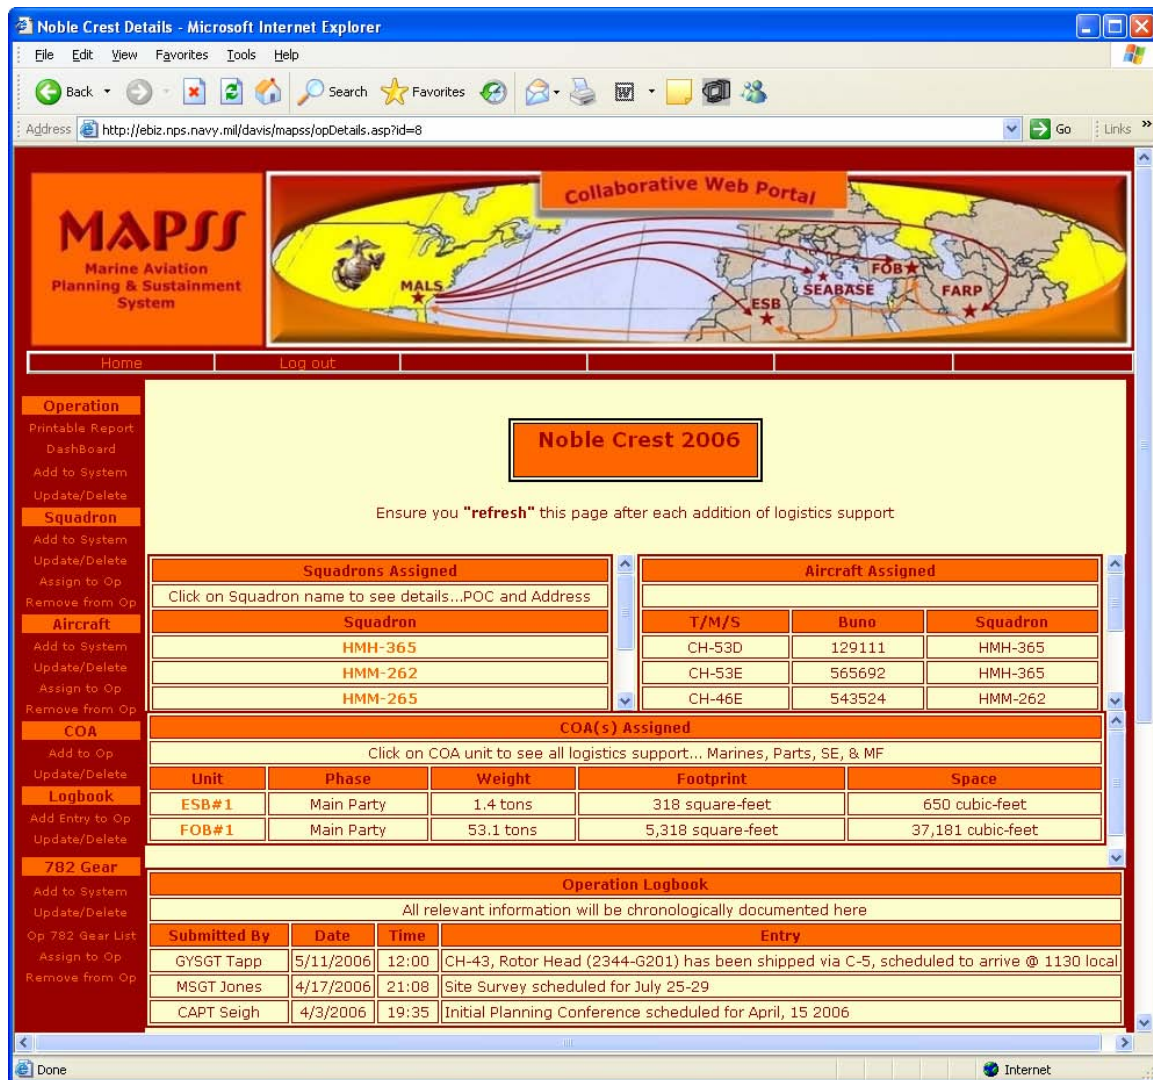 Noble Crest Details - Microsoft Internet Explorer
File Edit View Favorites Tools Help
Back Search Favorites
Address http://ebiz.nps.navy.mil/davis/mapss/opDetails.asp?id=8 Go Links »
MAPSS
Marine Aviation
Planning & Sustainment
System
Collaborative Web Portal
MALS
ESB
SEABASE
FOB
FARP
Home Log out
Operation
Printable Report
DashBoard
Add to System
Update/Delete
Squadron
Add to System
Update/Delete
Assign to Op
Remove from Op
Aircraft
Add to System
Update/Delete
Assign to Op
Remove from Op
COA
Add to Op
Update/Delete
Logbook
Add Entry to Op
Update/Delete
782 Gear
Add to System
Update/Delete
Op 782 Gear List
Assign to Op
Remove from Op
Noble Crest 2006
Ensure you "refresh" this page after each addition of logistics support
Squadrons Assigned
Click on Squadron name to see details...POC and Address
Squadron
HMH-365
HMM-262
HMM-265
Aircraft Assigned
T/M/S Buno Squadron
CH-53D 129111 HMH-365
CH-53E 565692 HMH-365
CH-46E 543524 HMM-262
COA(s) Assigned
Click on COA unit to see all logistics support... Marines, Parts, SE, & MF
Unit Phase Weight Footprint Space
ESB#1 Main Party 1.4 tons 318 square-feet 650 cubic-feet
FOB#1 Main Party 53.1 tons 5,318 square-feet 37,181 cubic-feet
Operation Logbook
All relevant information will be chronologically documented here
Submitted By Date Time Entry
GYSGT Tapp 5/11/2006 12:00 CH-43, Rotor Head (2344-G201) has been shipped via C-5, scheduled to arrive @ 1130 local
MSGT Jones 4/17/2006 21:08 Site Survey scheduled for July 25-29
CAPT Seigh 4/3/2006 19:35 Initial Planning Conference scheduled for April, 15 2006
Done Internet